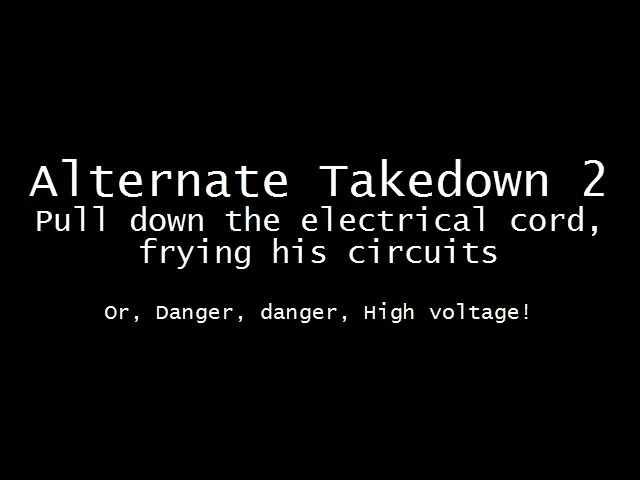 Alternate Takedown 2
Pull down the electrical cord,
frying his circuits
Or, Danger, danger, High voltage!